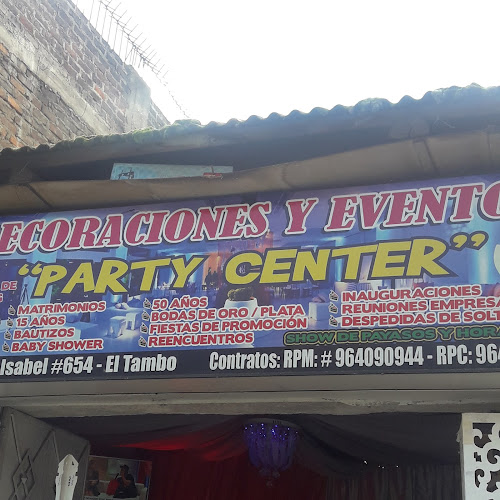 ECORACIONES Y EVENTO
DE "PARTY CENTER"
MATRIMONIOS
15 AÑOS
BAUTIZOS
BABY SHOWER
50 AÑOS
BODAS DE ORO / PLATA
FIESTAS DE PROMOCIÓN
REENCUENTROS
INAUGURACIONES
REUNIONES EMPRES
DESPEDIDAS DE SOLT
SHOW DE PAYASOS Y HOR
Isabel #654 - El Tambo Contratos: RPM: # 964090944 - RPC: 96